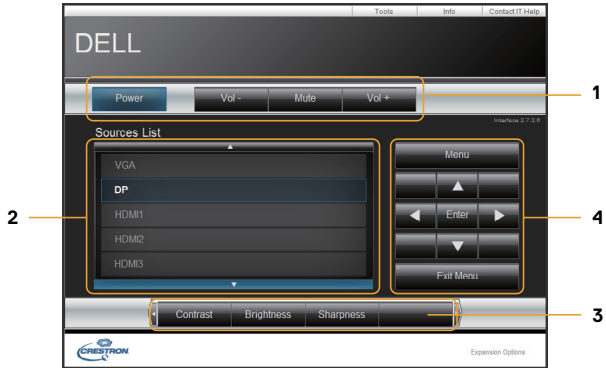 Tools Info Contact IT Help
DELL
Power Vol - Mute Vol +
1
Interface 2.7.2.6
Sources List
VGA
DP
HDMI1
HDMI2
HDMI3
2
Menu
Enter
Exit Menu
4
Contrast Brightness Sharpness
3
CRESTRON
Expansion Options